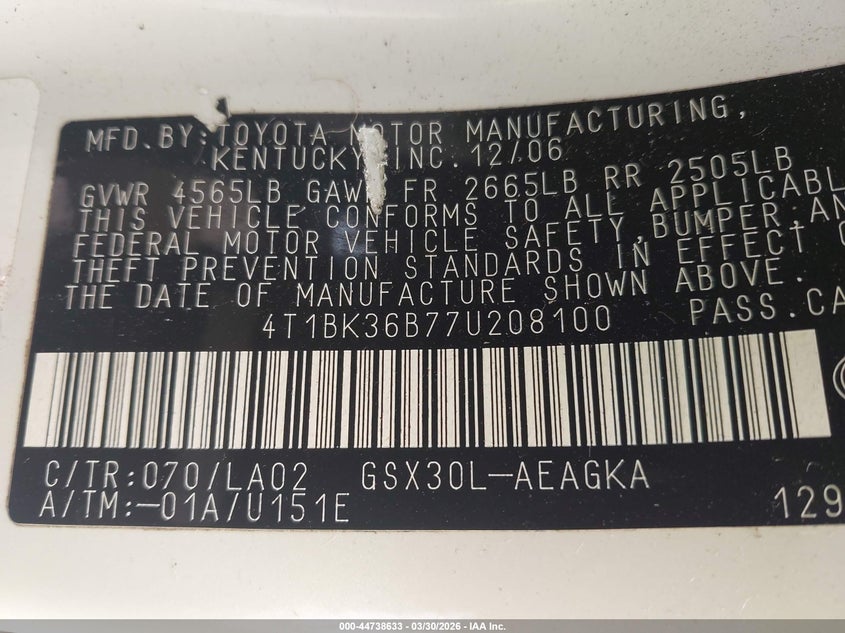 MFD.BY:TOYOTA MOTOR MANUFACTURING,
KENTUCKY, INC. 12/06
GVWR 4565LB GAWR FR 2665LB RR 2505LB
THIS VEHICLE CONFORMS TO ALL APPLICABL
FEDERAL MOTOR VEHICLE SAFETY,BUMPER,AN
THEFT PREVENTION STANDARDS IN EFFECT O
THE DATE OF MANUFACTURE SHOWN ABOVE.
4T1BK36B77U208100 PASS.CA
C/TR:070/LA02 GSX30L-AEAGKA
A/TM:-01A/U151E 129
000-44738633 - 03/30/2026 - IAA Inc.